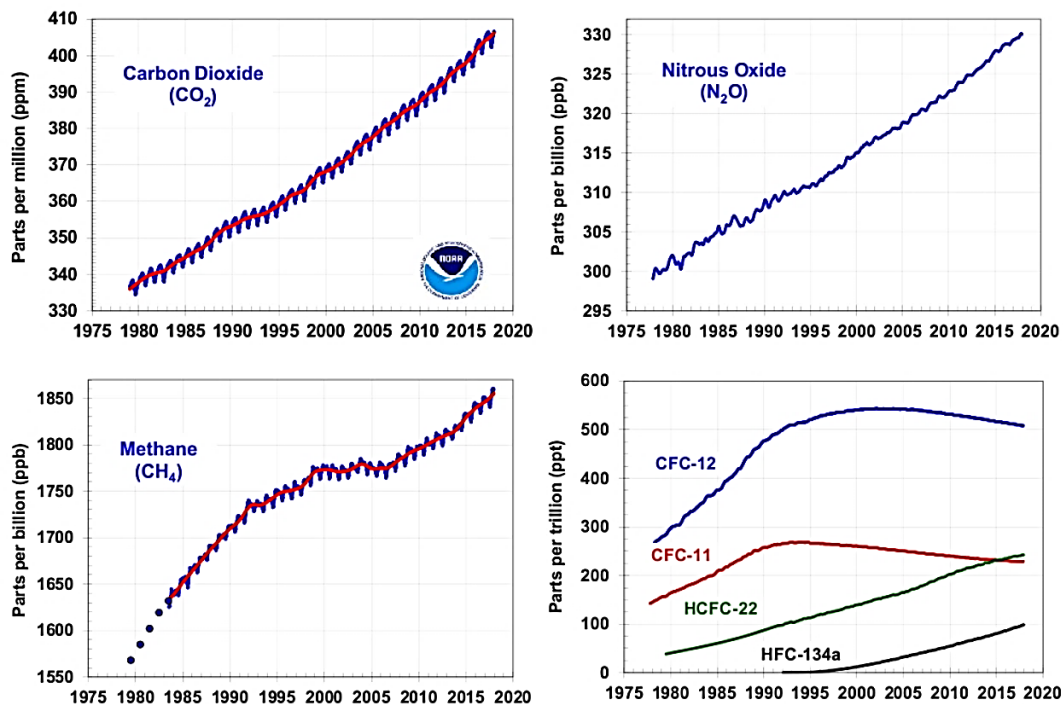 410
400
390
380
370
360
350
340
330
Parts per million (ppm)
Carbon Dioxide
(CO₂)
NOAA
1975 1980 1985 1990 1995 2000 2005 2010 2015 2020
330
325
320
315
310
305
300
295
Parts per billion (ppb)
Nitrous Oxide
(N₂O)
1975 1980 1985 1990 1995 2000 2005 2010 2015 2020
1850
1800
1750
1700
1650
1600
1550
Parts per billion (ppb)
Methane
(CH₄)
1975 1980 1985 1990 1995 2000 2005 2010 2015 2020
600
500
400
300
200
100
0
Parts per trillion (ppt)
CFC-12
CFC-11
HCFC-22
HFC-134a
1975 1980 1985 1990 1995 2000 2005 2010 2015 2020